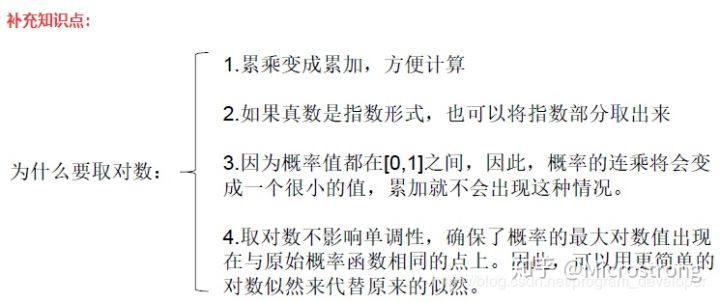 补充知识点：
1.累乘变成累加，方便计算
2.如果真数是指数形式，也可以将指数部分取出来
为什么要取对数：
3.因为概率值都在[0,1]之间，因此，概率的连乘将会变
成一个很小的值，累加就不会出现这种情况。
4.取对数不影响单调性，确保了概率的最大对数值出现
在与原始概率函数相同的点上。因此，可以用更简单的
对数似然来代替原来的似然。
知乎 @Microstrong
blog.csdn.net/program_developer